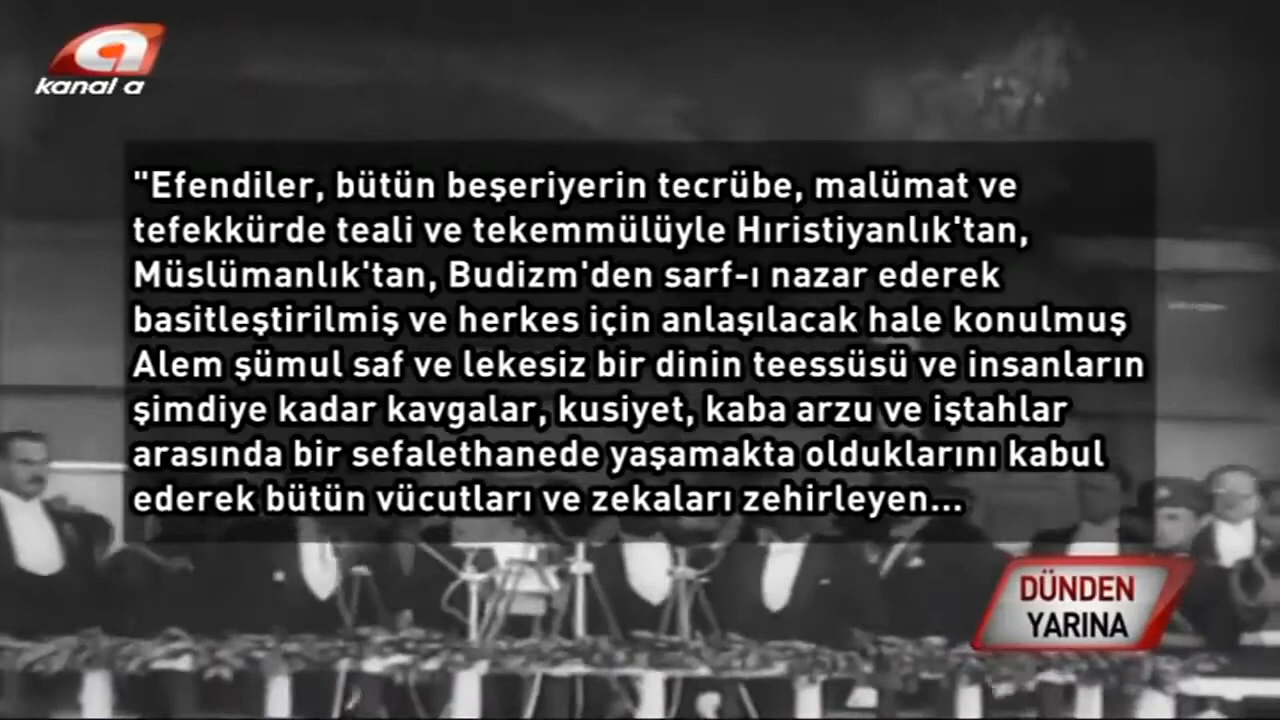 kanal a
"Efendiler, bütün beşeriyerin tecrübe, malümat ve
tefekkürde teali ve tekemmülüyle Hıristiyanlık'tan,
Müslümanlık'tan, Budizm'den sarf-ı nazar ederek
basitleştirilmiş ve herkes için anlaşılacak hale konulmuş
Alem şümul saf ve lekesiz bir dinin teessüsü ve insanların
şimdiye kadar kavgalar, kusiyet, kaba arzu ve iştahlar
arasında bir sefalethanede yaşamakta olduklarını kabul
ederek bütün vücutları ve zekaları zehirleyen...
DÜNDEN
YARINA